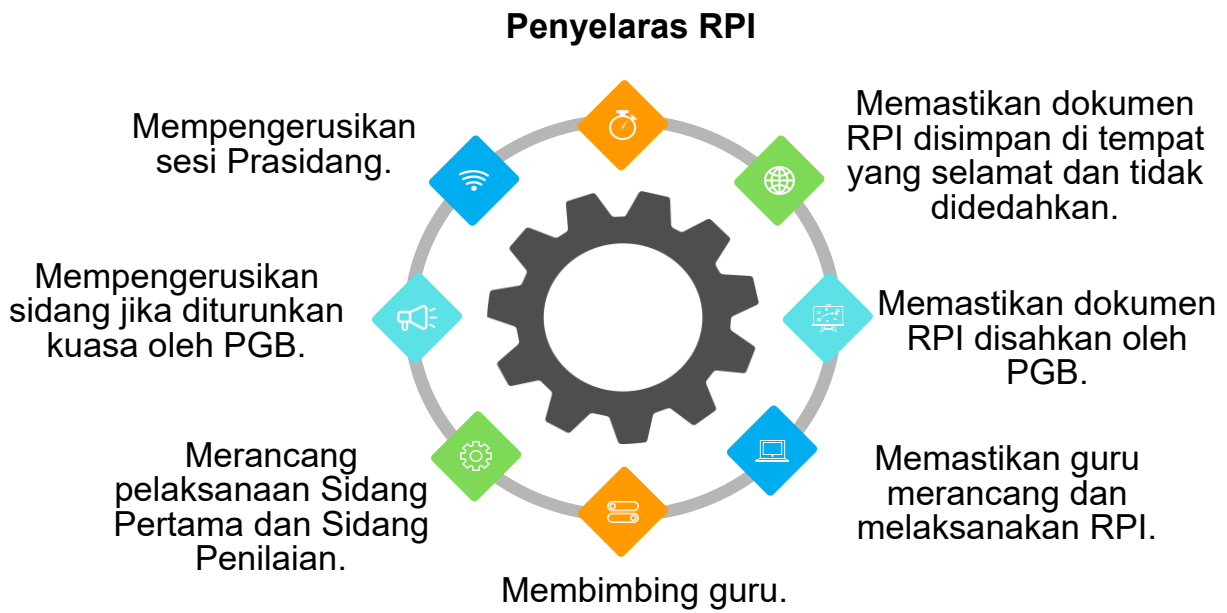 Penyelaras RPI
Mempengerusikan
sesi Prasidang.
Memastikan dokumen
RPI disimpan di tempat
yang selamat dan tidak
didedahkan.
Mempengerusikan
sidang jika diturunkan
kuasa oleh PGB.
Memastikan dokumen
RPI disahkan oleh
PGB.
Merancang
pelaksanaan Sidang
Pertama dan Sidang
Penilaian.
Memastikan guru
merancang dan
melaksanakan RPI.
Membimbing guru.